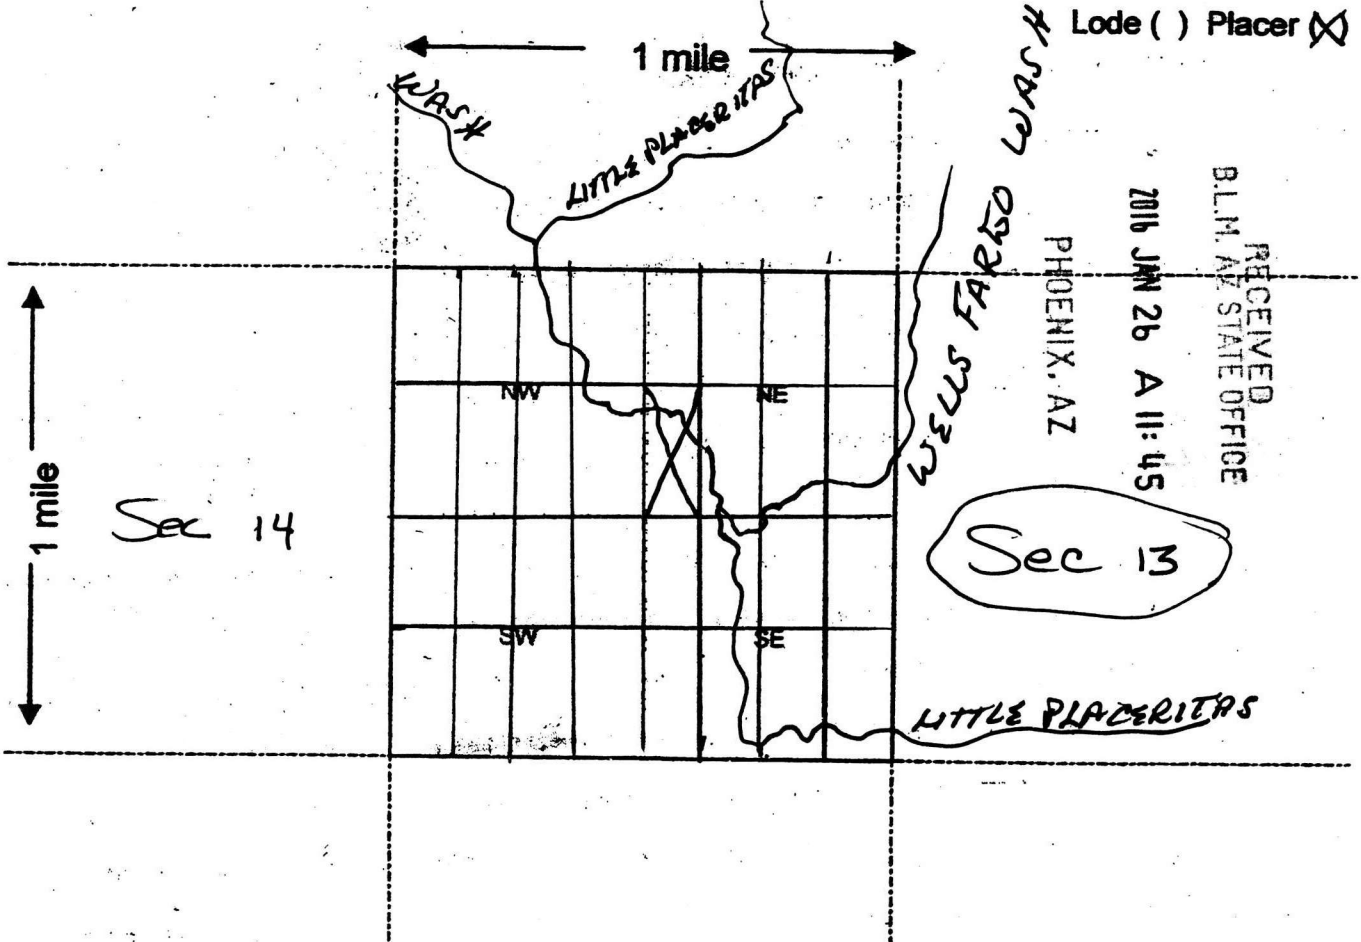 Lode ( ) Placer (X)
1 mile
WASH
LITTLE PLACERITAS
WELLS FARGO WASH
RECEIVED
B.L.M. AZ STATE OFFICE
2016 JAN 26 A 11:45
PHOENIX, AZ
NW
NE
1 mile
Sec 14
Sec 13
SW
SE
LITTLE PLACERITAS